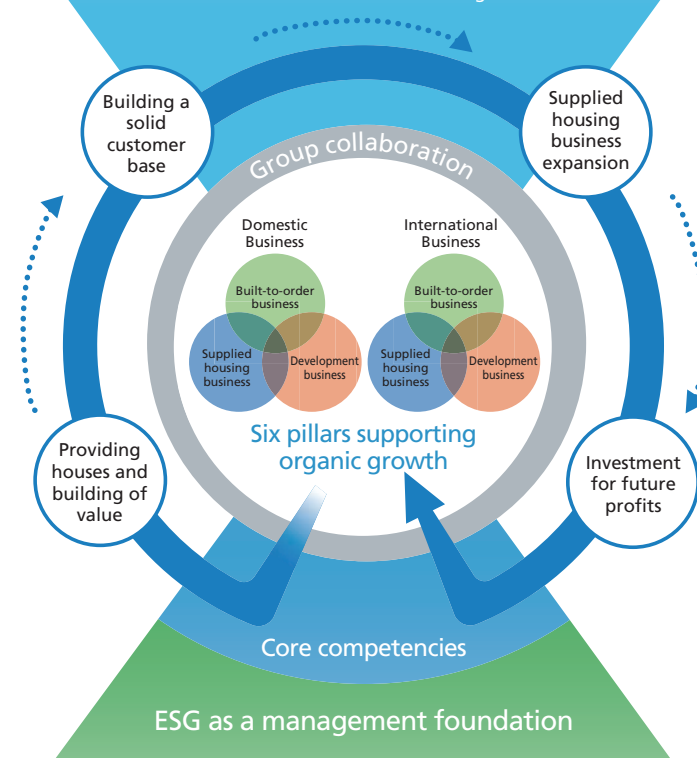 Building a
solid
customer
base
Supplied
housing
business
expansion
Group collaboration
Domestic
Business
International
Business
Built-to-order
business
Supplied
housing
business
Development
business
Built-to-order
business
Supplied
housing
business
Development
business
Six pillars supporting
organic growth
Providing
houses and
building of
value
Investment
for future
profits
Core competencies
ESG as a management foundation